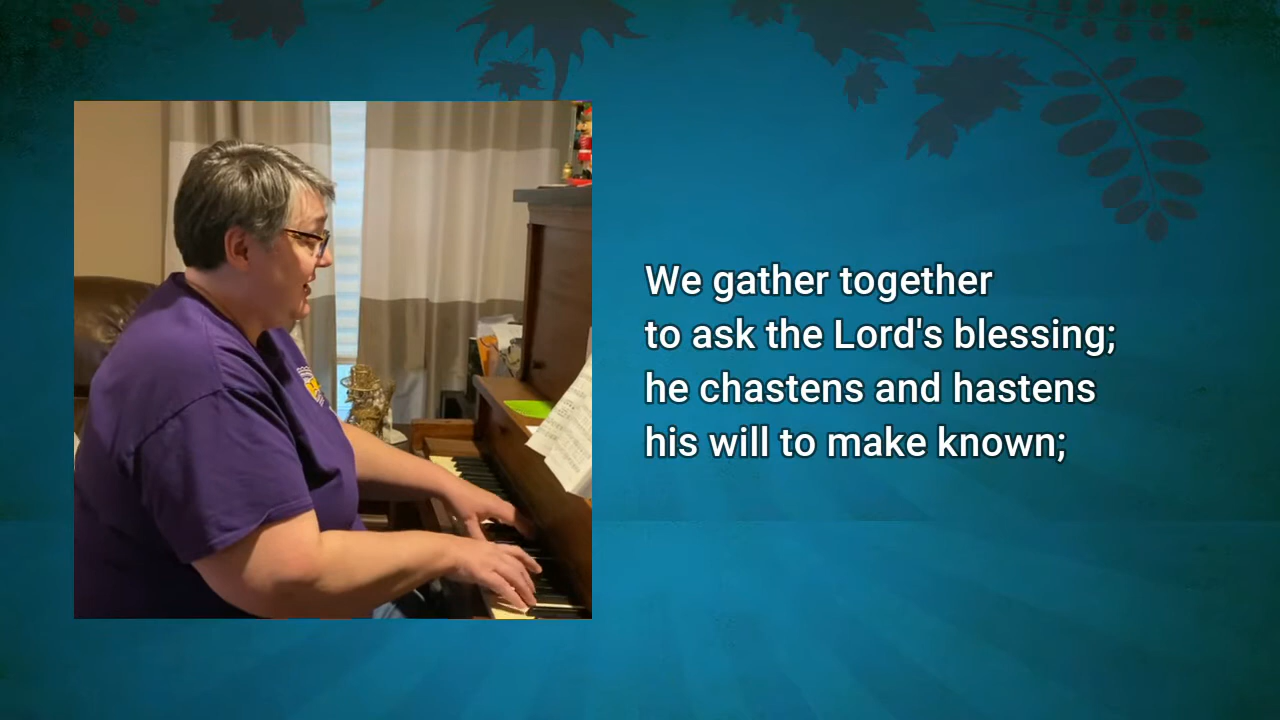 We gather together
to ask the Lord's blessing;
he chastens and hastens
his will to make known;